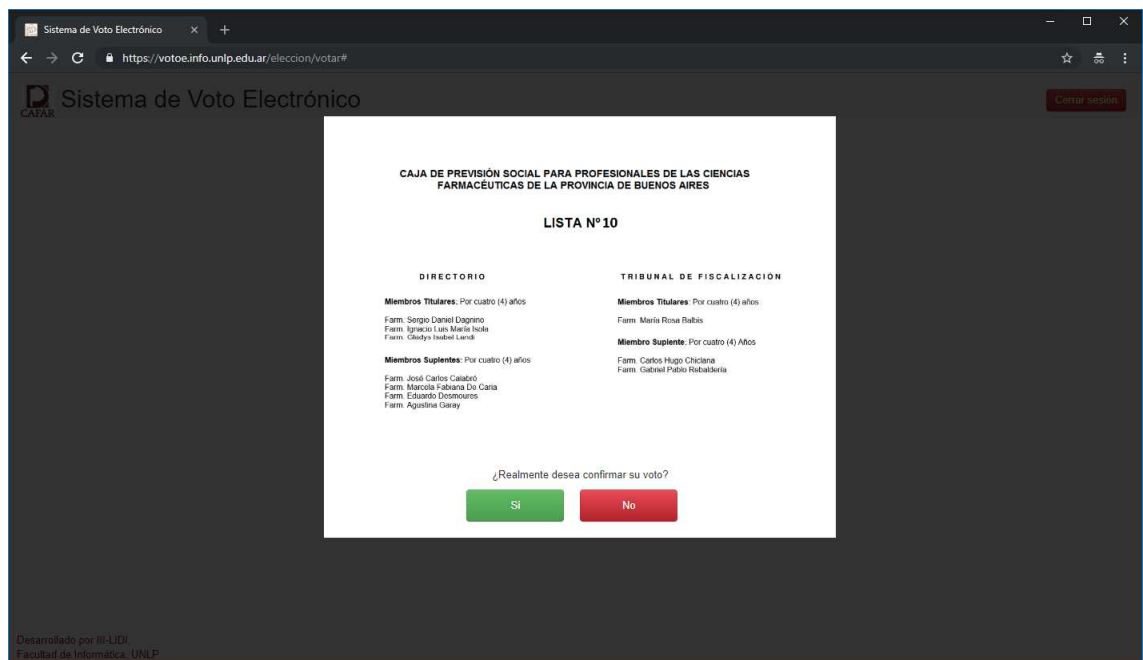 Sistema de Voto Electrónico
https://votoe.info.unlp.edu.ar/eleccion/votar#
CAFAR
Sistema de Voto Electrónico
Cerrar sesión
CAJA DE PREVISIÓN SOCIAL PARA PROFESIONALES DE LAS CIENCIAS
FARMACÉUTICAS DE LA PROVINCIA DE BUENOS AIRES
LISTA Nº 10
DIRECTORIO
Miembros Titulares: Por cuatro (4) años
Farm. Sergio Daniel Dagnino
Farm. Ignacio Luis María Isola
Farm. Gladys Isabel Landi
Miembros Suplentes: Por cuatro (4) años
Farm. José Carlos Calabró
Farm. Marcela Fabiana De Caria
Farm. Eduardo Desmoures
Farm. Agustina Garay
TRIBUNAL DE FISCALIZACIÓN
Miembros Titulares: Por cuatro (4) años
Farm. María Rosa Balbis
Miembro Suplente: Por cuatro (4) Años
Farm. Carlos Hugo Chiclana
Farm. Gabriel Pablo Rebaldería
¿Realmente desea confirmar su voto?
Si
No
Desarrollado por III-LIDI,
Facultad de Informática, UNLP